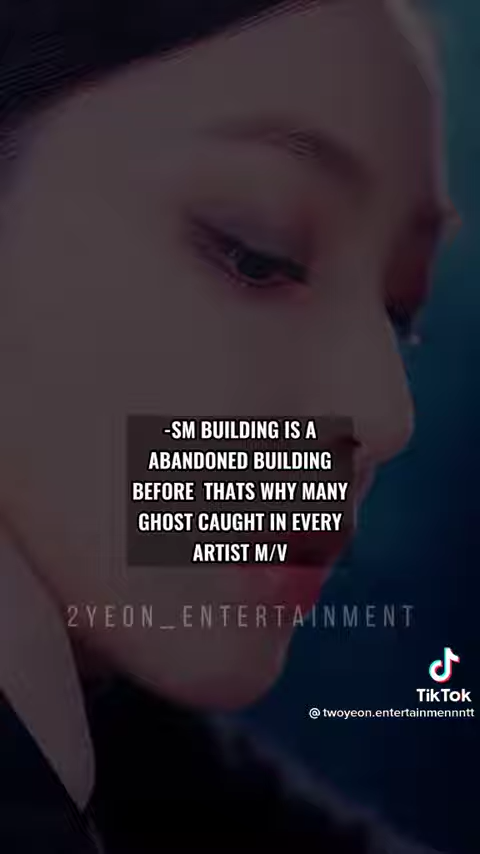 -SM BUILDING IS A
ABANDONED BUILDING
BEFORE THATS WHY MANY
GHOST CAUGHT IN EVERY
ARTIST M/V
2YEON_ENTERTAINMENT
TikTok
@twoyeon.entertainmennntt